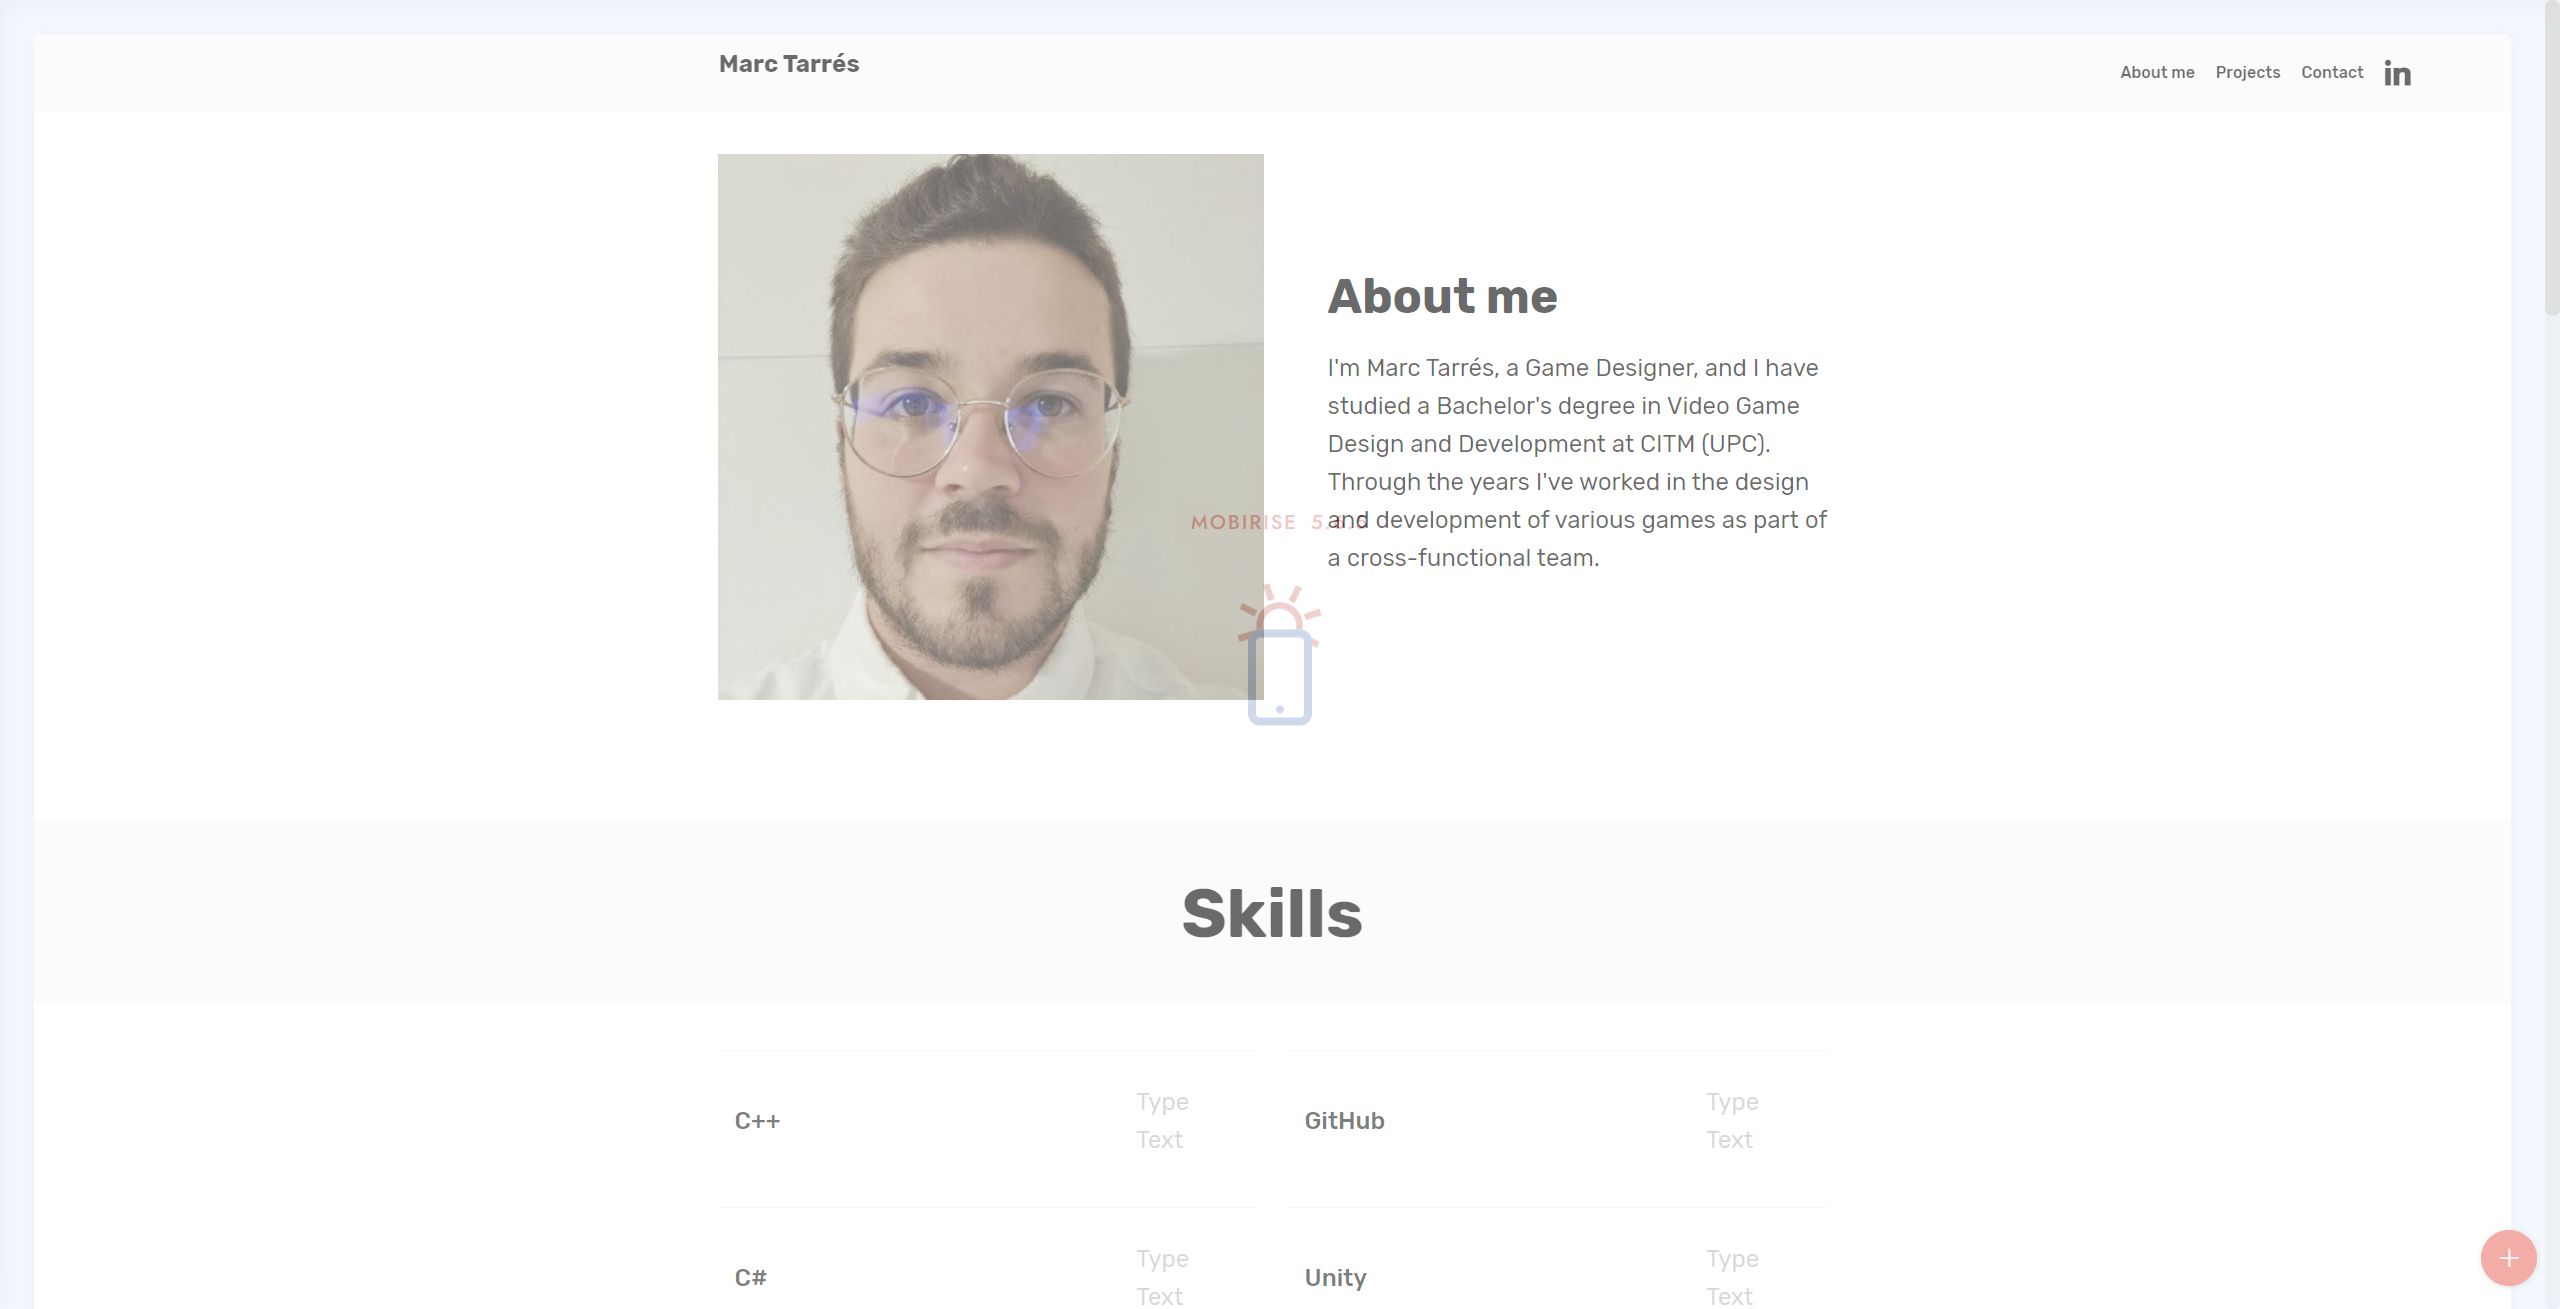 Marc Tarrés
About me
Projects
Contact
in
About me
I'm Marc Tarrés, a Game Designer, and I have
studied a Bachelor's degree in Video Game
Design and Development at CITM (UPC).
Through the years I've worked in the design
and development of various games as part of
a cross-functional team.
MOBIRISE
Skills
C++
Type
Text
GitHub
Type
Text
C#
Type
Text
Unity
Type
Text